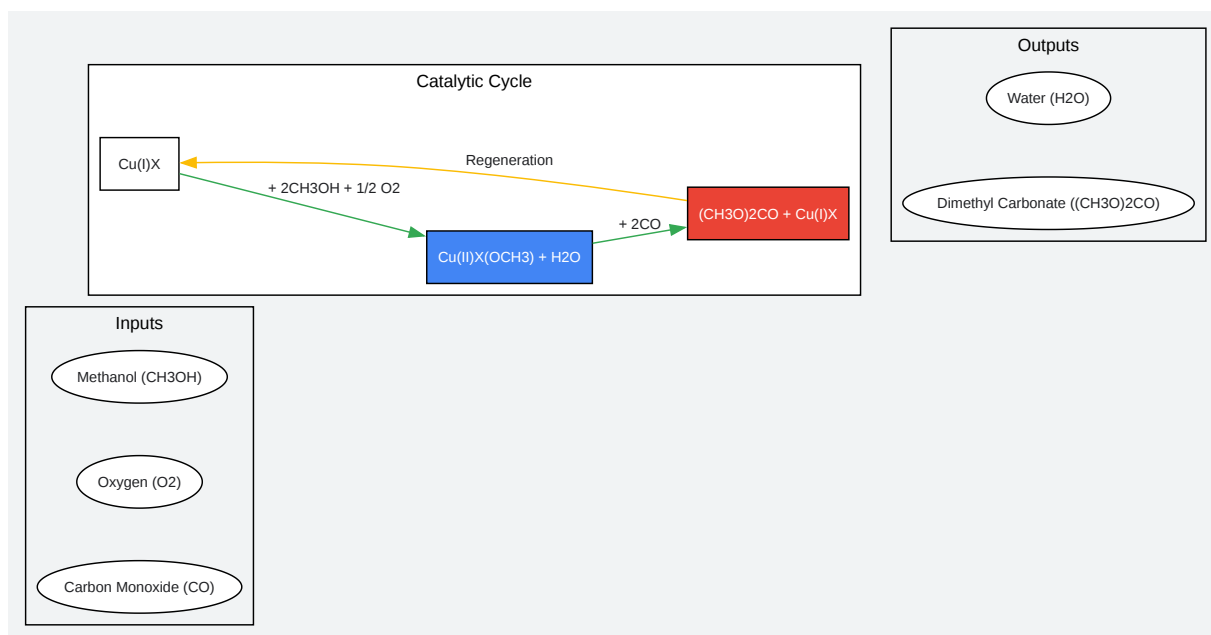 Catalytic Cycle
Cu(I)X
Regeneration
+ 2CH3OH + 1/2 O2
(CH3O)2CO + Cu(I)X
+ 2CO
Cu(II)X(OCH3) + H2O
Outputs
Water (H2O)
Dimethyl Carbonate ((CH3O)2CO)
Inputs
Methanol (CH3OH)
Oxygen (O2)
Carbon Monoxide (CO)